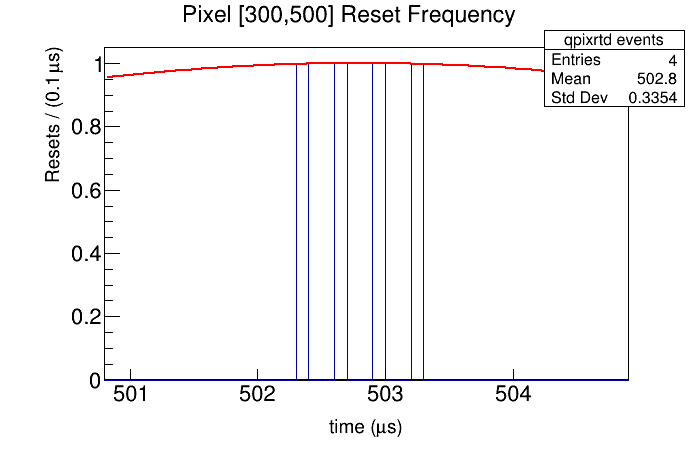 Pixel [300,500] Reset Frequency
qpixrtd events
Entries 4
Mean 502.8
Std Dev 0.3354
Resets / (0.1 µs)
1
0.8
0.6
0.4
0.2
0
501 502 503 504
time (µs)